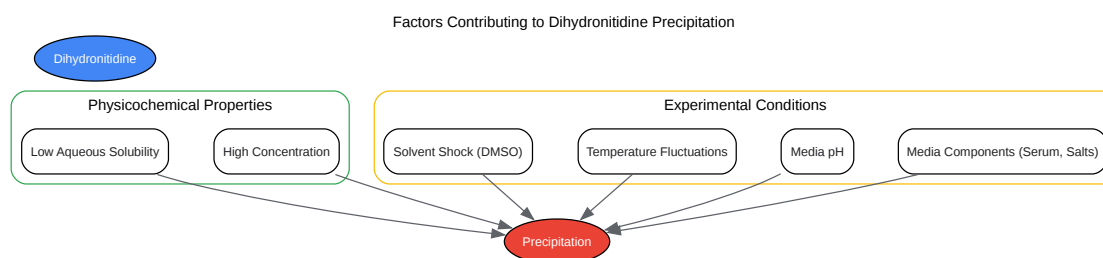 Factors Contributing to Dihydronitidine Precipitation
Dihydronitidine
Physicochemical Properties
Low Aqueous Solubility
High Concentration
Experimental Conditions
Solvent Shock (DMSO)
Temperature Fluctuations
Media pH
Media Components (Serum, Salts)
Precipitation